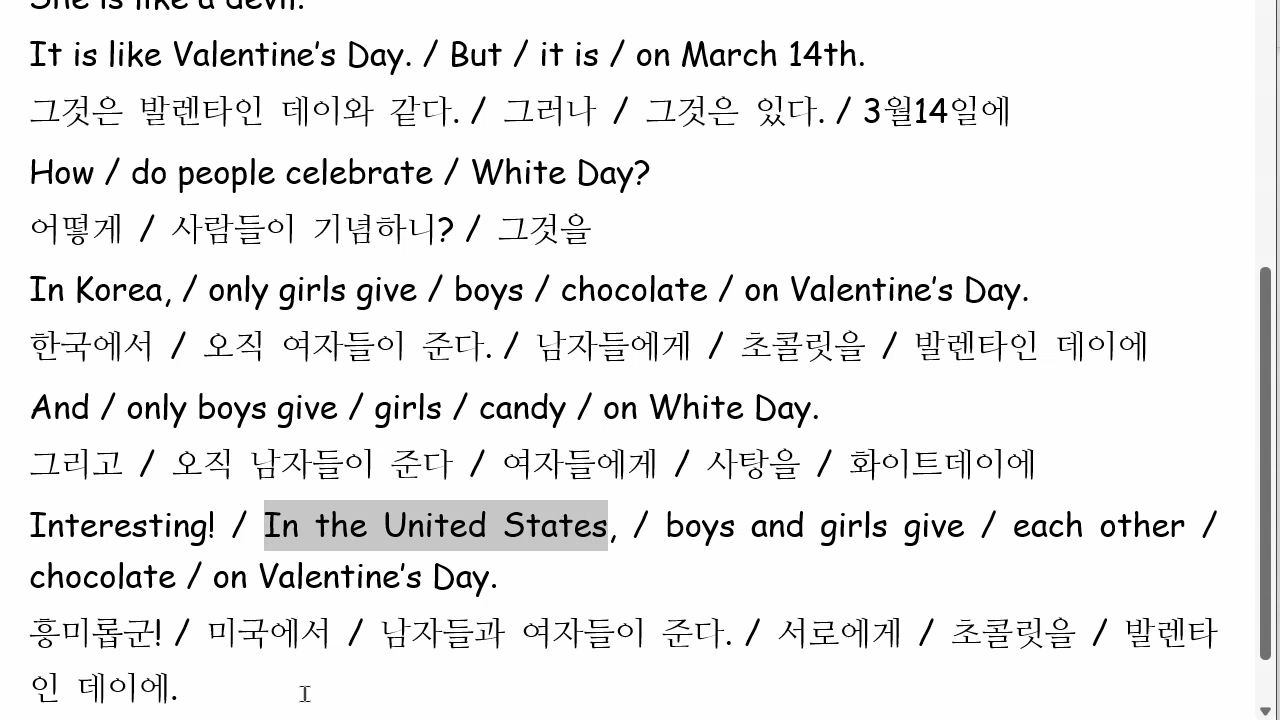 She is like a devil.
It is like Valentine’s Day. / But / it is / on March 14th.
그것은 발렌타인 데이와 같다. / 그러나 / 그것은 있다. / 3월14일에
How / do people celebrate / White Day?
어떻게 / 사람들이 기념하니? / 그것을
In Korea, / only girls give / boys / chocolate / on Valentine’s Day.
한국에서 / 오직 여자들이 준다. / 남자들에게 / 초콜릿을 / 발렌타인 데이에
And / only boys give / girls / candy / on White Day.
그리고 / 오직 남자들이 준다 / 여자들에게 / 사탕을 / 화이트데이에
Interesting! / In the United States, / boys and girls give / each other /
chocolate / on Valentine’s Day.
흥미롭군! / 미국에서 / 남자들과 여자들이 준다. / 서로에게 / 초콜릿을 / 발렌타
인 데이에.